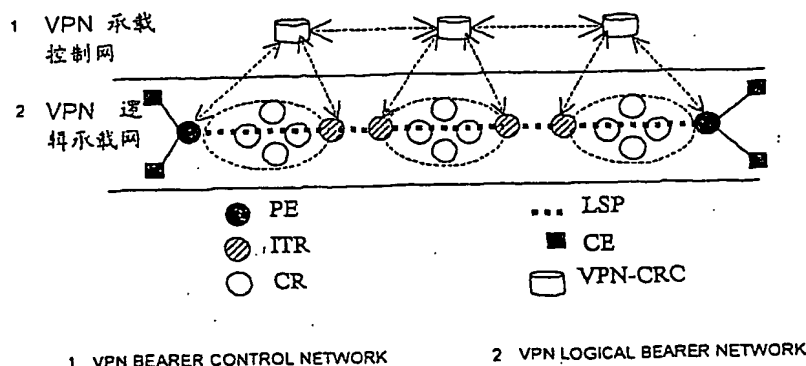 1 VPN 承载
控制网
2 VPN 逻
辑承载网
PE
LSP
ITR
CE
CR
VPN-CRC
1 VPN BEARER CONTROL NETWORK
2 VPN LOGICAL BEARER NETWORK